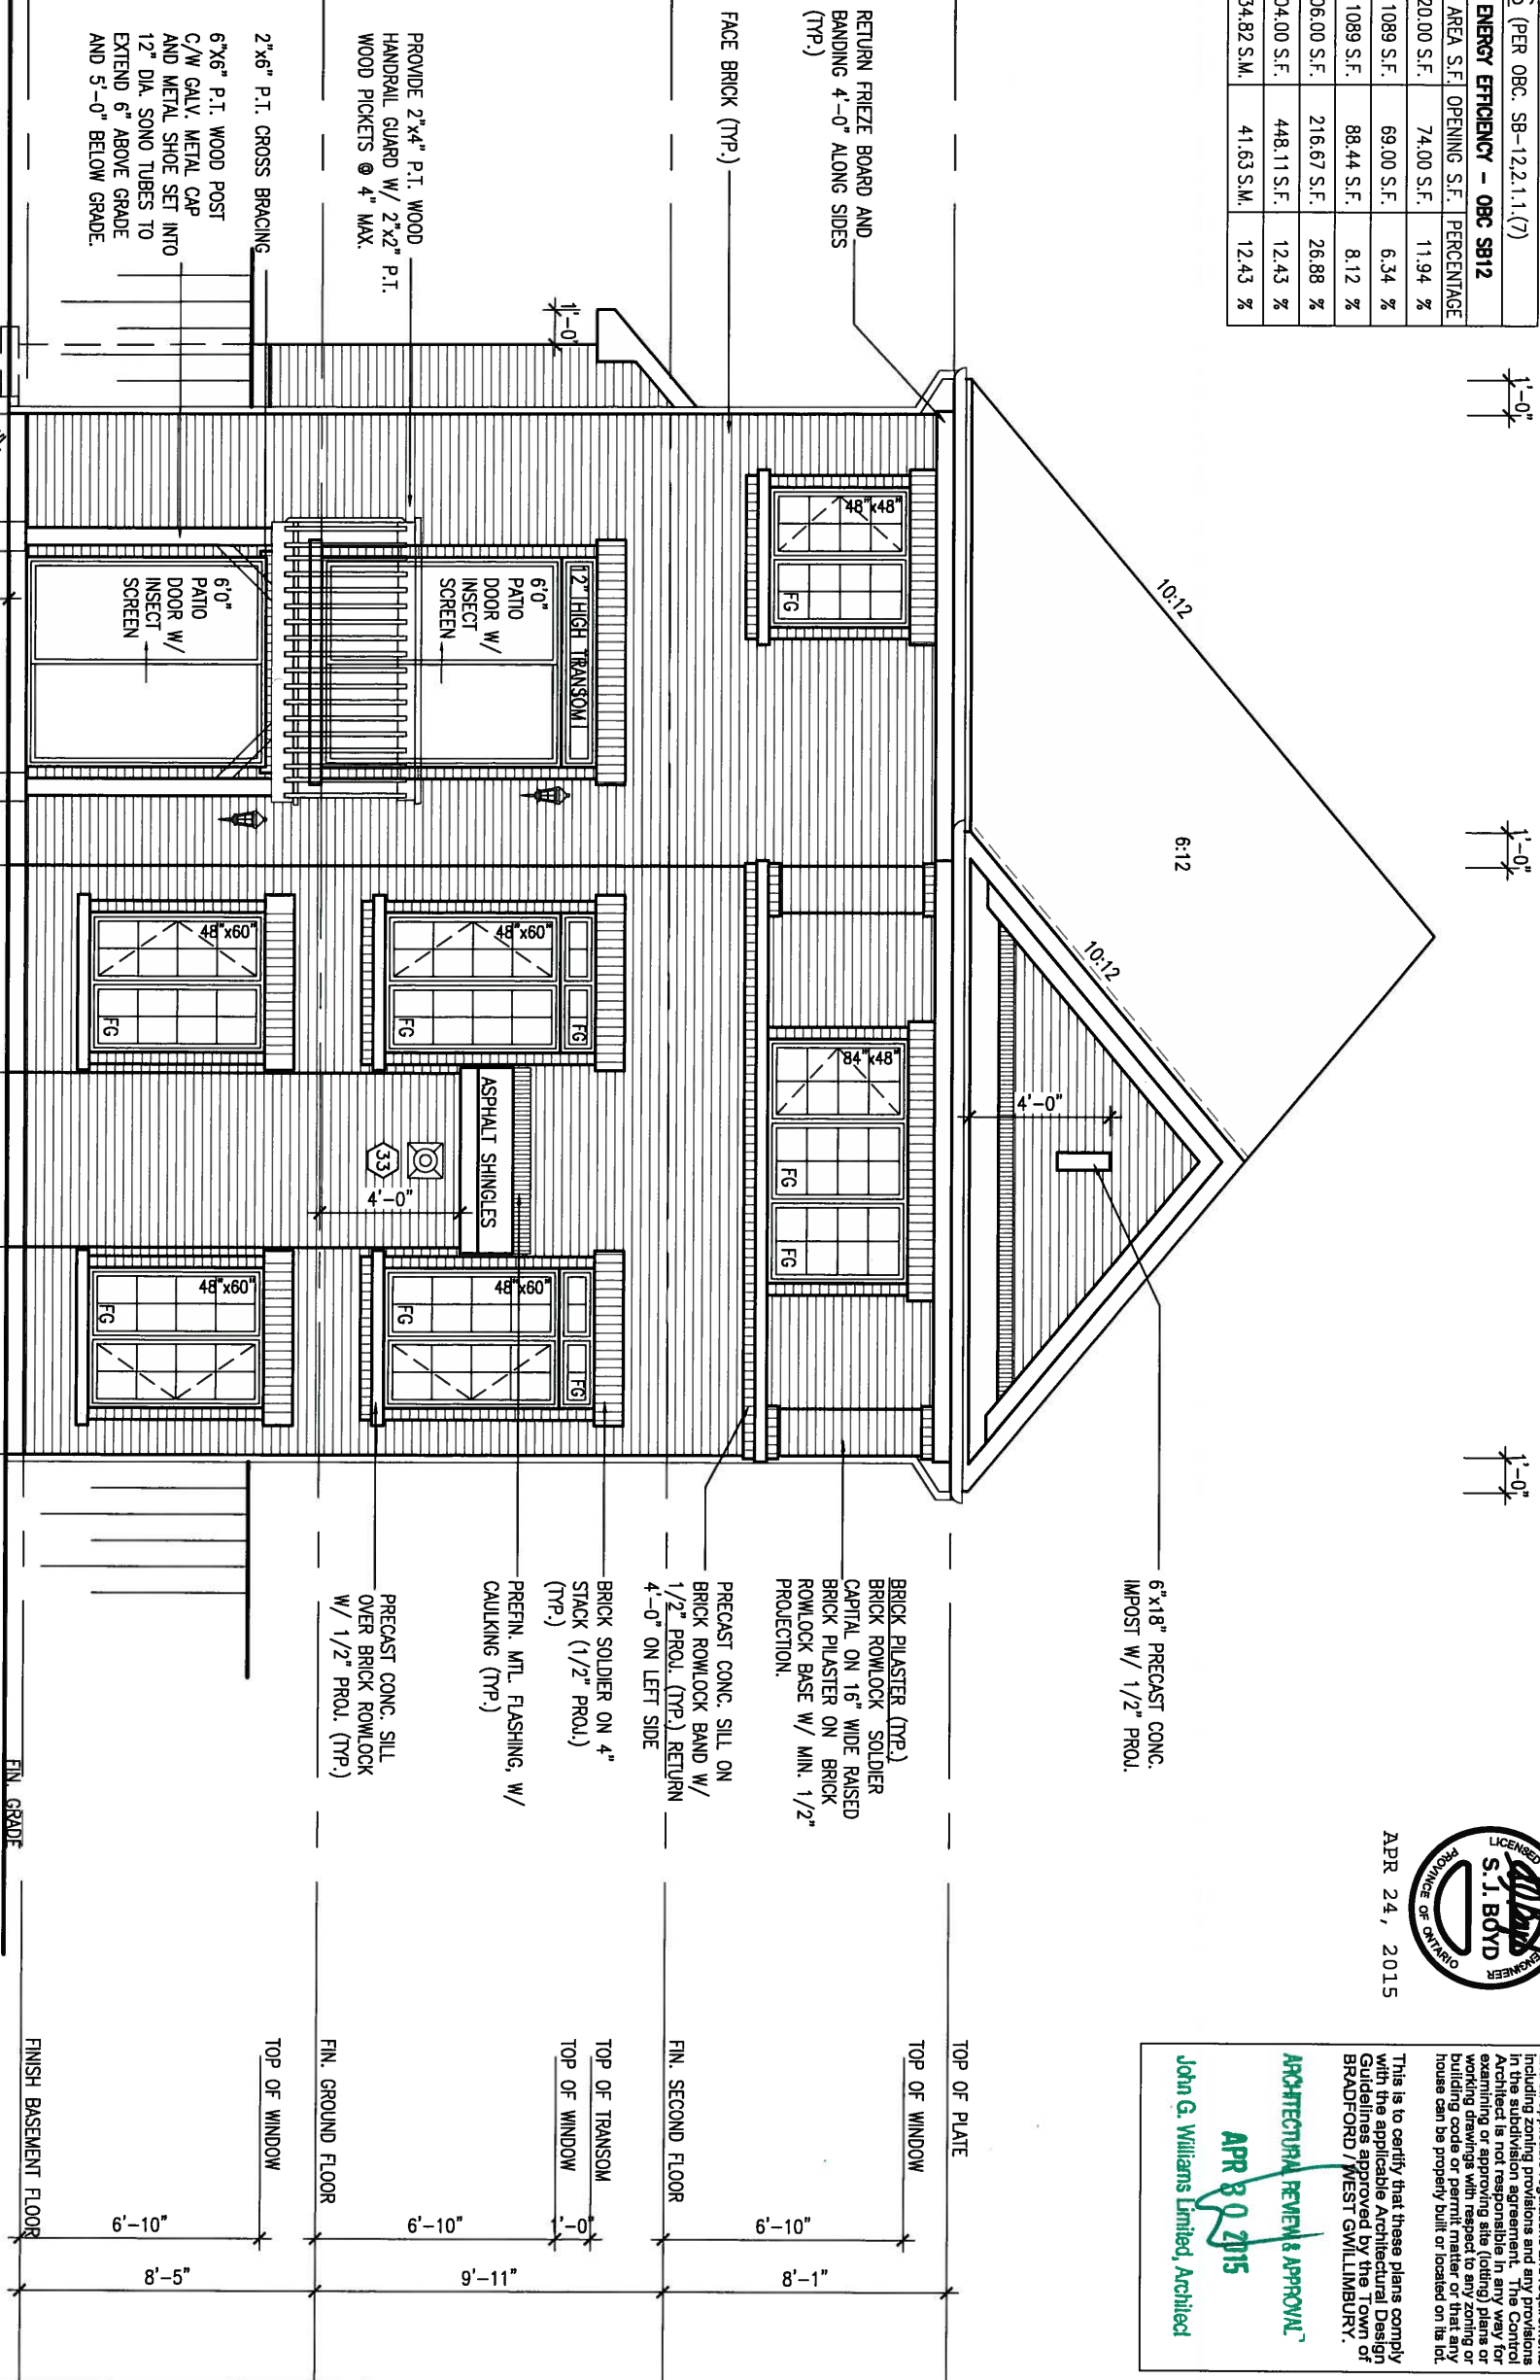 (PER OBC. SB-12,2.1.1.(7)
ENERGY EFFICIENCY - OBC SB12
AREA S.F. OPENING S.F. PERCENTAGE
20.00 S.F. 74.00 S.F. 11.94 %
1089 S.F. 69.00 S.F. 6.34 %
1089 S.F. 88.44 S.F. 8.12 %
06.00 S.F. 216.67 S.F. 26.88 %
04.00 S.F. 448.11 S.F. 12.43 %
34.82 S.M. 41.63 S.M. 12.43 %
1'-0"
1'-0"
1'-0"
LICENSED
ENGINEER
S. J. BOYD
PROVINCE OF ONTARIO
APR 24, 2015
including zoning provisions and any provisions
in the subdivision agreement. The Control
Architect is not responsible in any way for
examining or approving site (lotting) plans or
working drawings with respect to any zoning or
building code or permit matter or that any
house can be properly built or located on its lot.
This is to certify that these plans comply
with the applicable Architectural Design
Guidelines approved by the Town of
BRADFORD / WEST GWILLIMBURY.
ARCHITECTURAL REVIEW & APPROVAL
APR 30 2015
John G. Williams Limited, Architect
10:12
6:12
10:12
4'-0"
6"x18" PRECAST CONC.
IMPOST W/ 1/2" PROJ.
RETURN FRIEZE BOARD AND
BANDING 4'-0" ALONG SIDES
(TYP.)
FACE BRICK (TYP.)
1'-0"
PROVIDE 2"x4" P.T. WOOD
HANDRAIL GUARD W/ 2"x2" P.T.
WOOD PICKETS @ 4" MAX.
2"x6" P.T. CROSS BRACING
6"X6" P.T. WOOD POST
C/W GALV. METAL CAP
AND METAL SHOE SET INTO
12" DIA. SONO TUBES TO
EXTEND 6" ABOVE GRADE
AND 5'-0" BELOW GRADE.
48"x48"
FG
84"x48"
FG
FG
12" HIGH TRANSOM
6'0"
PATIO
DOOR W/
INSECT
SCREEN
6'0"
PATIO
DOOR W/
INSECT
SCREEN
48"x60"
FG
FG
48"x60"
FG
FG
48"x60"
FG
48"x60"
FG
ASPHALT SHINGLES
33
4'-0"
BRICK PILASTER (TYP.)
BRICK ROWLOCK SOLDIER
CAPITAL ON 16" WIDE RAISED
BRICK PILASTER ON BRICK
ROWLOCK BASE W/ MIN. 1/2"
PROJECTION.
PRECAST CONC. SILL ON
BRICK ROWLOCK BAND W/
1/2" PROJ. (TYP.) RETURN
4'-0" ON LEFT SIDE
BRICK SOLDIER ON 4"
STACK (1/2" PROJ.)
(TYP.)
PREFIN. MTL. FLASHING, W/
CAULKING (TYP.)
PRECAST CONC. SILL
OVER BRICK ROWLOCK
W/ 1/2" PROJ. (TYP.)
FIN. GRADE
TOP OF PLATE
TOP OF WINDOW
FIN. SECOND FLOOR
TOP OF TRANSOM
TOP OF WINDOW
FIN. GROUND FLOOR
TOP OF WINDOW
FINISH BASEMENT FLOOR
6'-10"
8'-1"
1'-0"
6'-10"
9'-11"
6'-10"
8'-5"